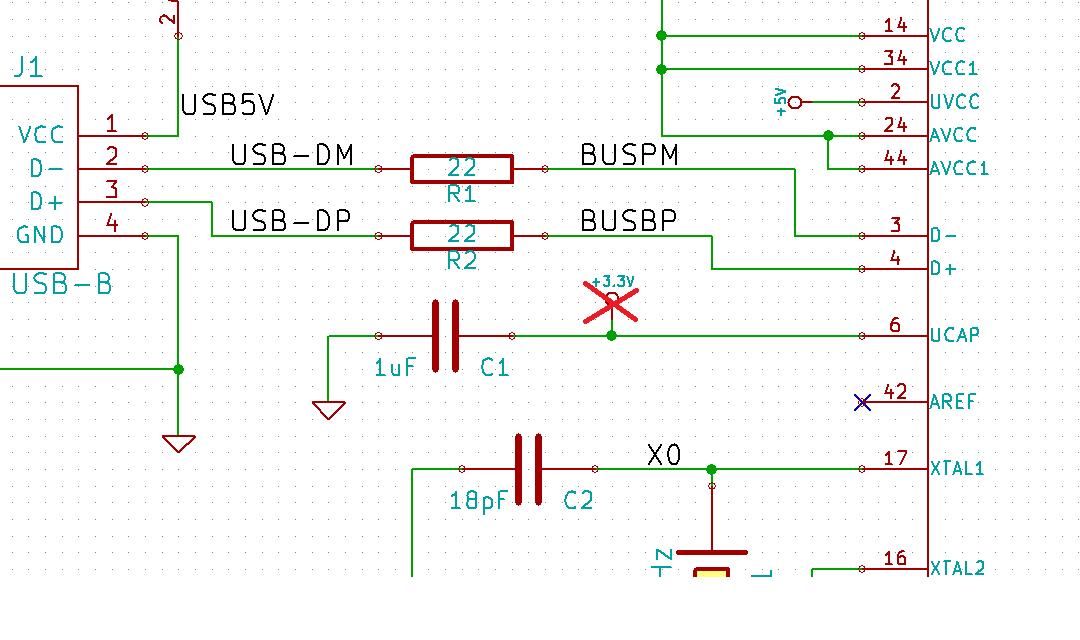 2
14
VCC
J1
34
VCC1
USB5V
+5V
2
UVCC
VCC
1
24
AVCC
D-
2
USB-DM
22
R1
BUSPM
44
AVCC1
D+
3
GND
4
USB-DP
22
R2
BUSBP
3
D-
4
D+
USB-B
+3.3V
1uF
C1
6
UCAP
42
AREF
X0
17
XTAL1
18pF
C2
16
XTAL2